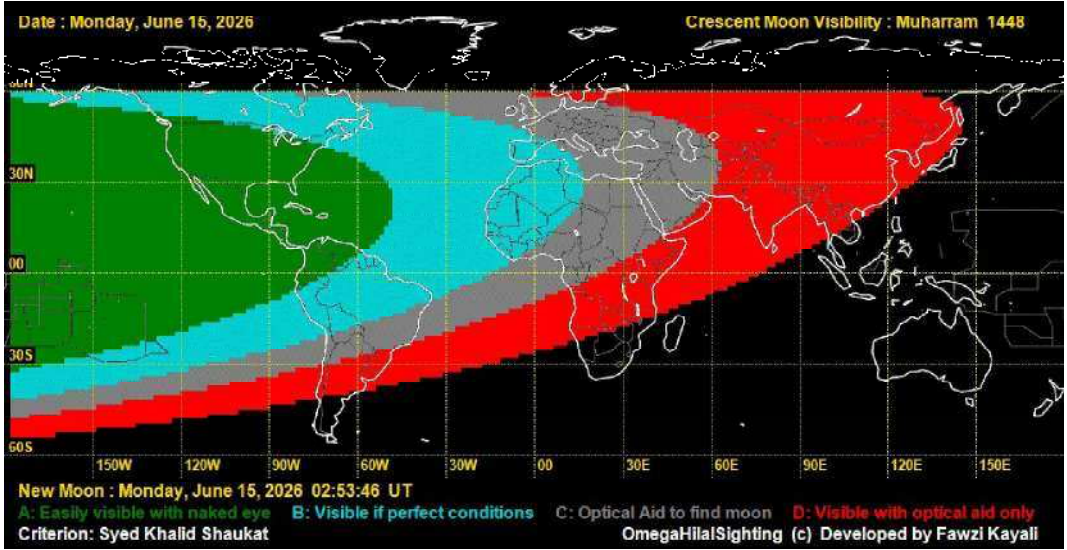 Date : Monday, June 15, 2026
Crescent Moon Visibility : Muharram 1448
60N
30N
00
30S
60S
150W 120W 90W 60W 30W 00 30E 60E 90E 120E 150E
New Moon : Monday, June 15, 2026 02:53:46 UT
A: Easily visible with naked eye B: Visible if perfect conditions C: Optical Aid to find moon D: Visible with optical aid only
Criterion: Syed Khalid Shaukat
OmegaHilalSighting (c) Developed by Fawzi Kayali